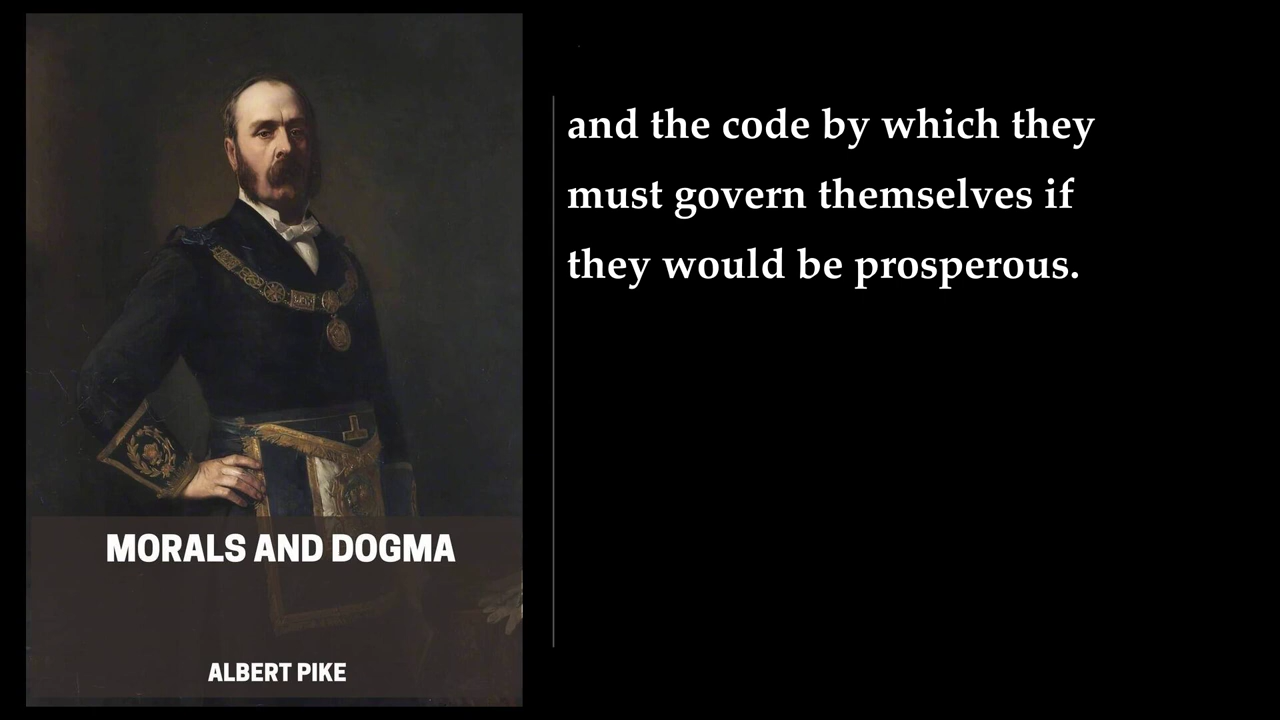 and the code by which they
must govern themselves if
they would be prosperous.
MORALS AND DOGMA
ALBERT PIKE